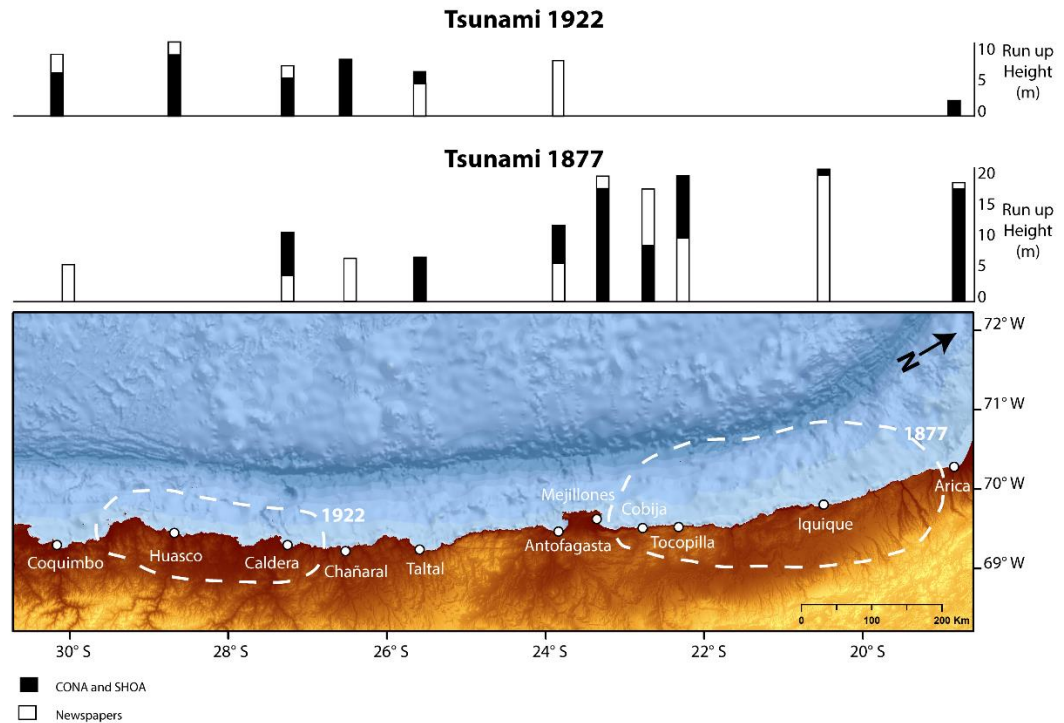 Tsunami 1922
10
5
0
Run up
Height
(m)
Tsunami 1877
20
15
10
5
0
Run up
Height
(m)
72° W
71° W
70° W
69° W
N
1877
1922
Arica
Mejillones
Cobija
Iquique
Tocopilla
Antofagasta
Coquimbo
Huasco
Caldera
Chañaral
Taltal
0 100 200 Km
30° S 28° S 26° S 24° S 22° S 20° S
CONA and SHOA
Newspapers